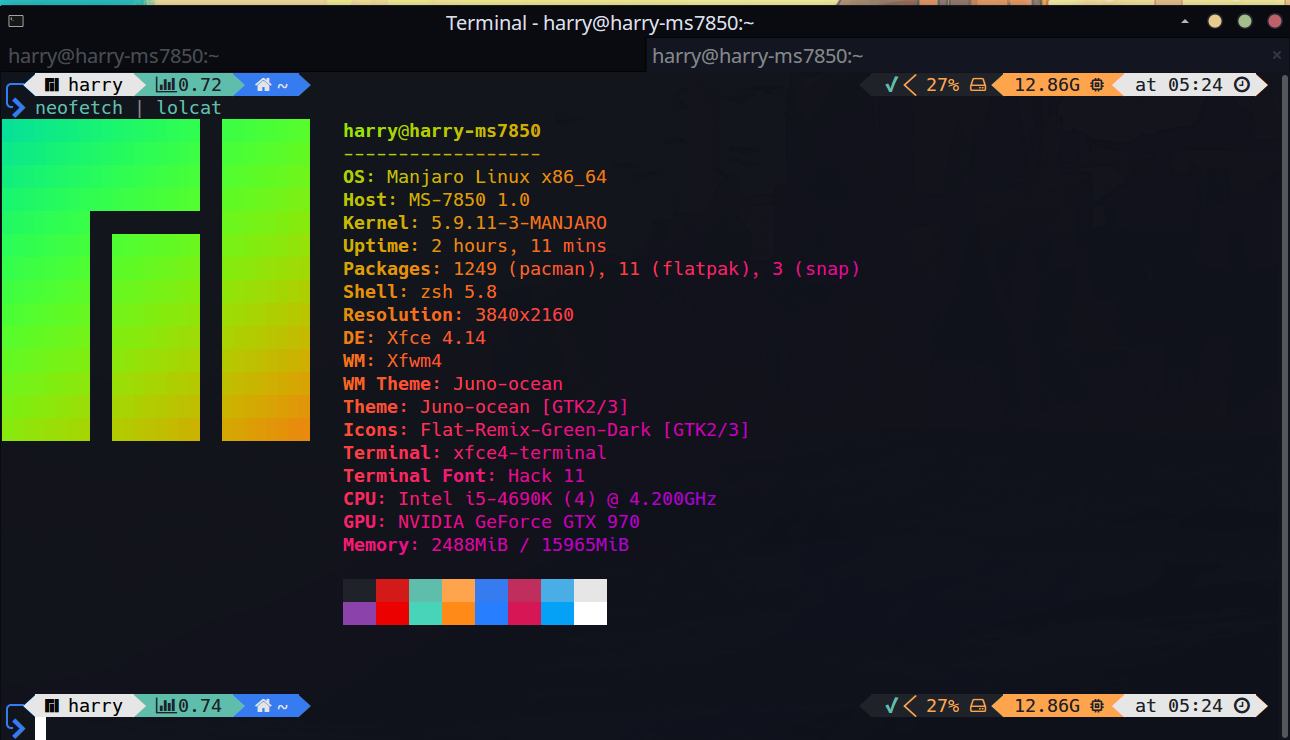 Terminal - harry@harry-ms7850:~
harry@harry-ms7850:~ harry@harry-ms7850:~ ×
harry 0.72 ~ ✓ 27% 12.86G at 05:24
neofetch | lolcat
harry@harry-ms7850
------------------
OS: Manjaro Linux x86_64
Host: MS-7850 1.0
Kernel: 5.9.11-3-MANJARO
Uptime: 2 hours, 11 mins
Packages: 1249 (pacman), 11 (flatpak), 3 (snap)
Shell: zsh 5.8
Resolution: 3840x2160
DE: Xfce 4.14
WM: Xfwm4
WM Theme: Juno-ocean
Theme: Juno-ocean [GTK2/3]
Icons: Flat-Remix-Green-Dark [GTK2/3]
Terminal: xfce4-terminal
Terminal Font: Hack 11
CPU: Intel i5-4690K (4) @ 4.200GHz
GPU: NVIDIA GeForce GTX 970
Memory: 2488MiB / 15965MiB
harry 0.74 ~ ✓ 27% 12.86G at 05:24